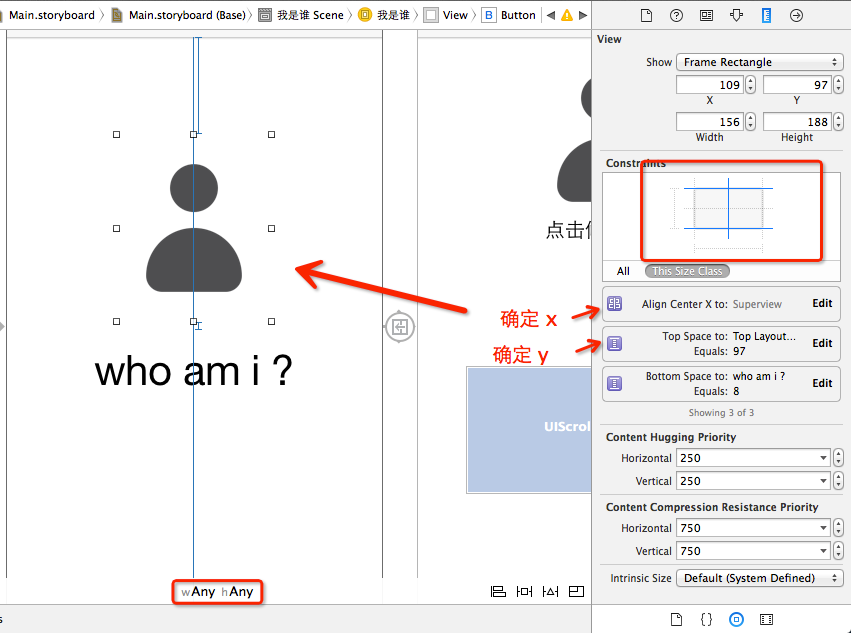 Main.storyboard
Main.storyboard (Base)
我是谁 Scene
我是谁
View
B Button
View
Show Frame Rectangle
109 97
X Y
156 188
Width Height
Constraints
All This Size Class
Align Center X to: Superview Edit
Top Space to: Top Layout... Edit
Equals: 97
Bottom Space to: who am i ? Edit
Equals: 8
Showing 3 of 3
Content Hugging Priority
Horizontal 250
Vertical 250
Content Compression Resistance Priority
Horizontal 750
Vertical 750
Intrinsic Size Default (System Defined)
确定 x
确定 y
who am i ?
点击
UIScrol
wAny hAny